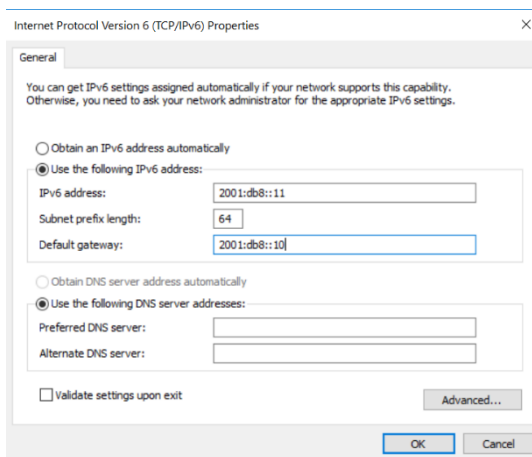 Internet Protocol Version 6 (TCP/IPv6) Properties
General
You can get IPv6 settings assigned automatically if your network supports this capability.
Otherwise, you need to ask your network administrator for the appropriate IPv6 settings.
Obtain an IPv6 address automatically
Use the following IPv6 address:
IPv6 address: 2001:db8::11
Subnet prefix length: 64
Default gateway: 2001:db8::10
Obtain DNS server address automatically
Use the following DNS server addresses:
Preferred DNS server:
Alternate DNS server:
Validate settings upon exit
Advanced...
OK Cancel